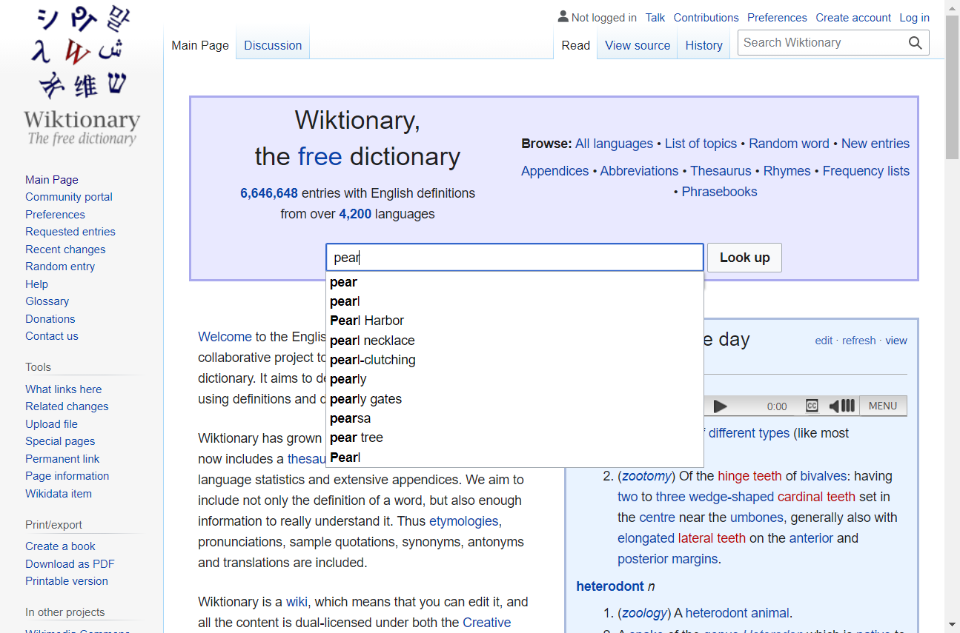 Not logged in Talk Contributions Preferences Create account Log in
Main Page Discussion Read View source History Search Wiktionary
Wiktionary
The free dictionary
Main Page
Community portal
Preferences
Requested entries
Recent changes
Random entry
Help
Glossary
Donations
Contact us
Tools
What links here
Related changes
Upload file
Special pages
Permanent link
Page information
Wikidata item
Print/export
Create a book
Download as PDF
Printable version
In other projects
Wiktionary,
the free dictionary
6,646,648 entries with English definitions
from over 4,200 languages
Browse: All languages • List of topics • Random word • New entries
Appendices • Abbreviations • Thesaurus • Rhymes • Frequency lists
• Phrasebooks
pear Look up
pear
pearl
Pearl Harbor
pearl necklace
pearl-clutching
pearly
pearly gates
pearsa
pear tree
Pearl
Welcome to the Englis
collaborative project to
dictionary. It aims to de
using definitions and d
Wiktionary has grown
now includes a thesau
language statistics and extensive appendices. We aim to
include not only the definition of a word, but also enough
information to really understand it. Thus etymologies,
pronunciations, sample quotations, synonyms, antonyms
and translations are included.
Wiktionary is a wiki, which means that you can edit it, and
all the content is dual-licensed under both the Creative
e day edit · refresh · view
0:00 CC MENU
different types (like most
2. (zootomy) Of the hinge teeth of bivalves: having
two to three wedge-shaped cardinal teeth set in
the centre near the umbones, generally also with
elongated lateral teeth on the anterior and
posterior margins.
heterodont n
1. (zoology) A heterodont animal.